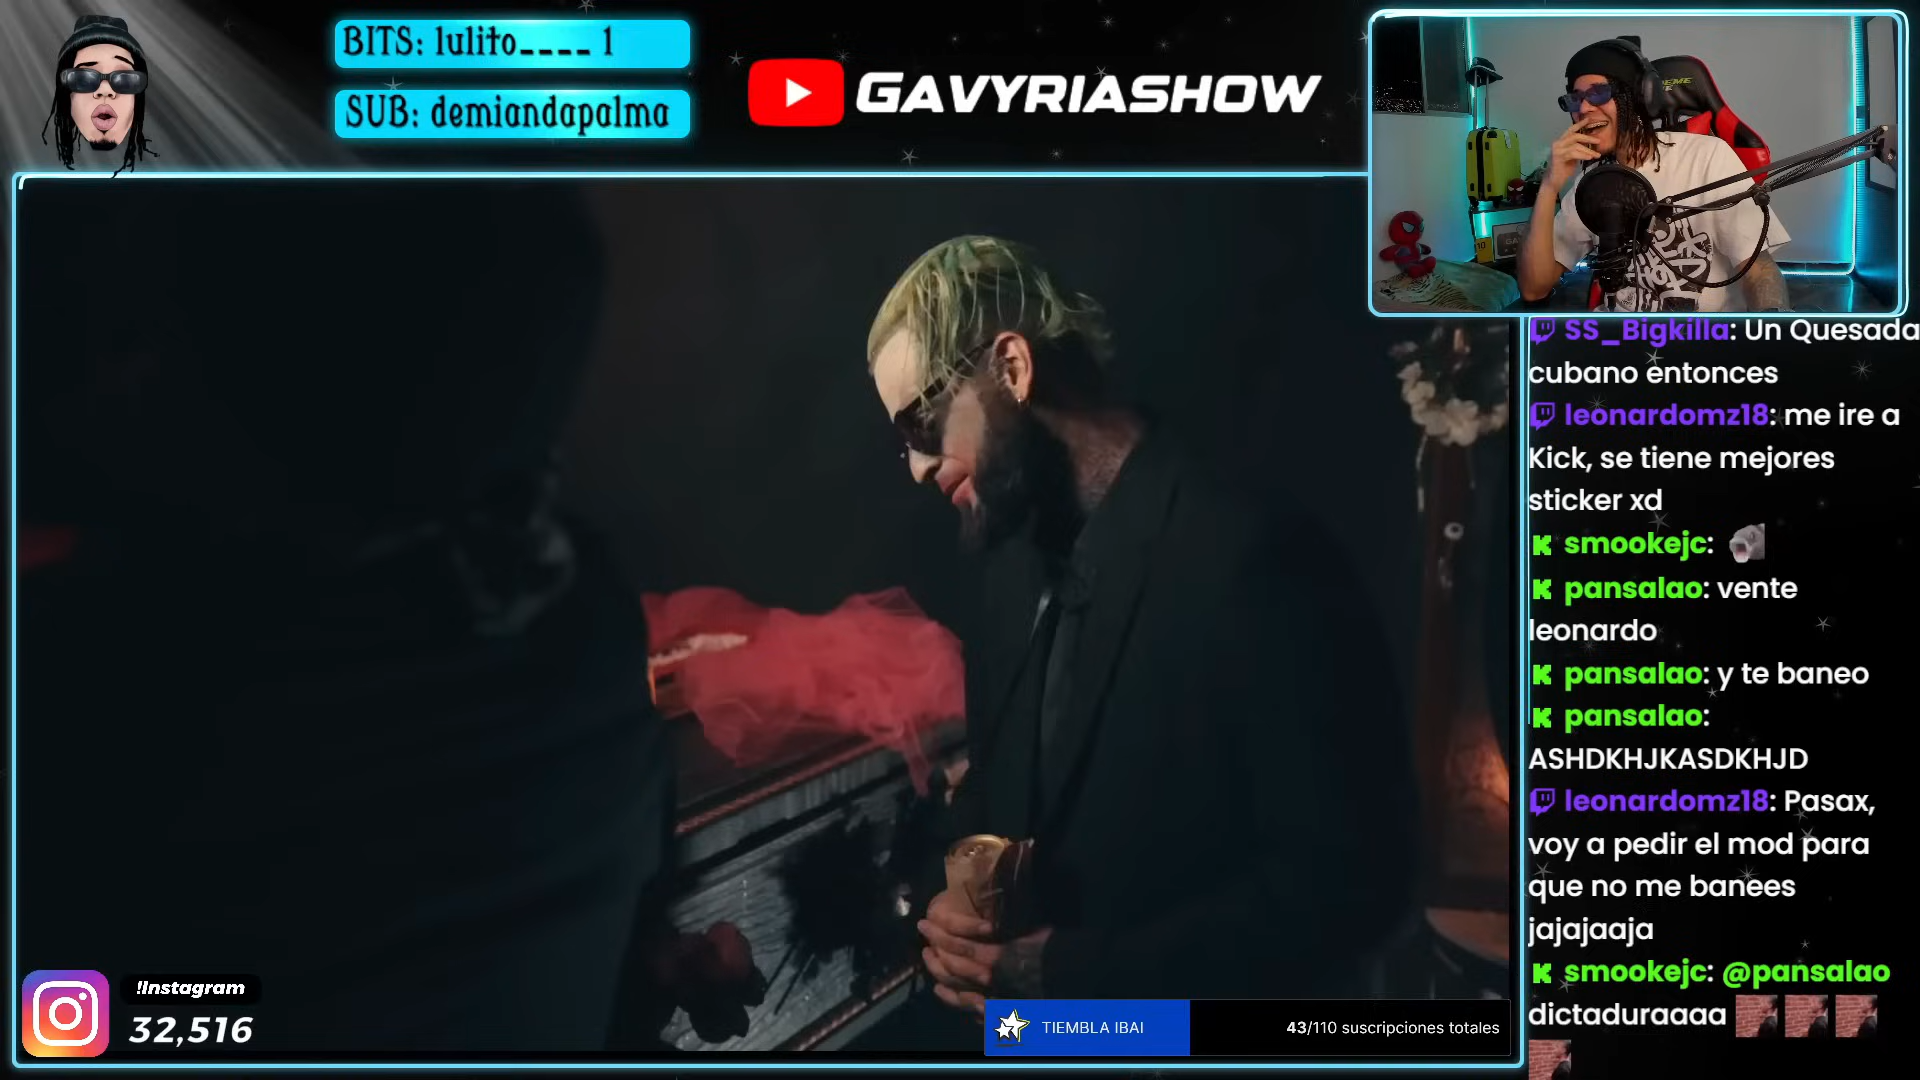 BITS: lulito____ 1
SUB: demiandapalma
GAVYRIASHOW
SS_Bigkilla: Un Quesada
cubano entonces
leonardomz18: me ire a
Kick, se tiene mejores
sticker xd
smookejc:
pansalao: vente
leonardo
pansalao: y te baneo
pansalao:
ASHDKHJKASDKHJD
leonardomz18: Pasax,
voy a pedir el mod para
que no me banees
jajajaaja
smookejc: @pansalao
dictaduraaaa
!Instagram
32,516
TIEMBLA IBAI
43/110 suscripciones totales